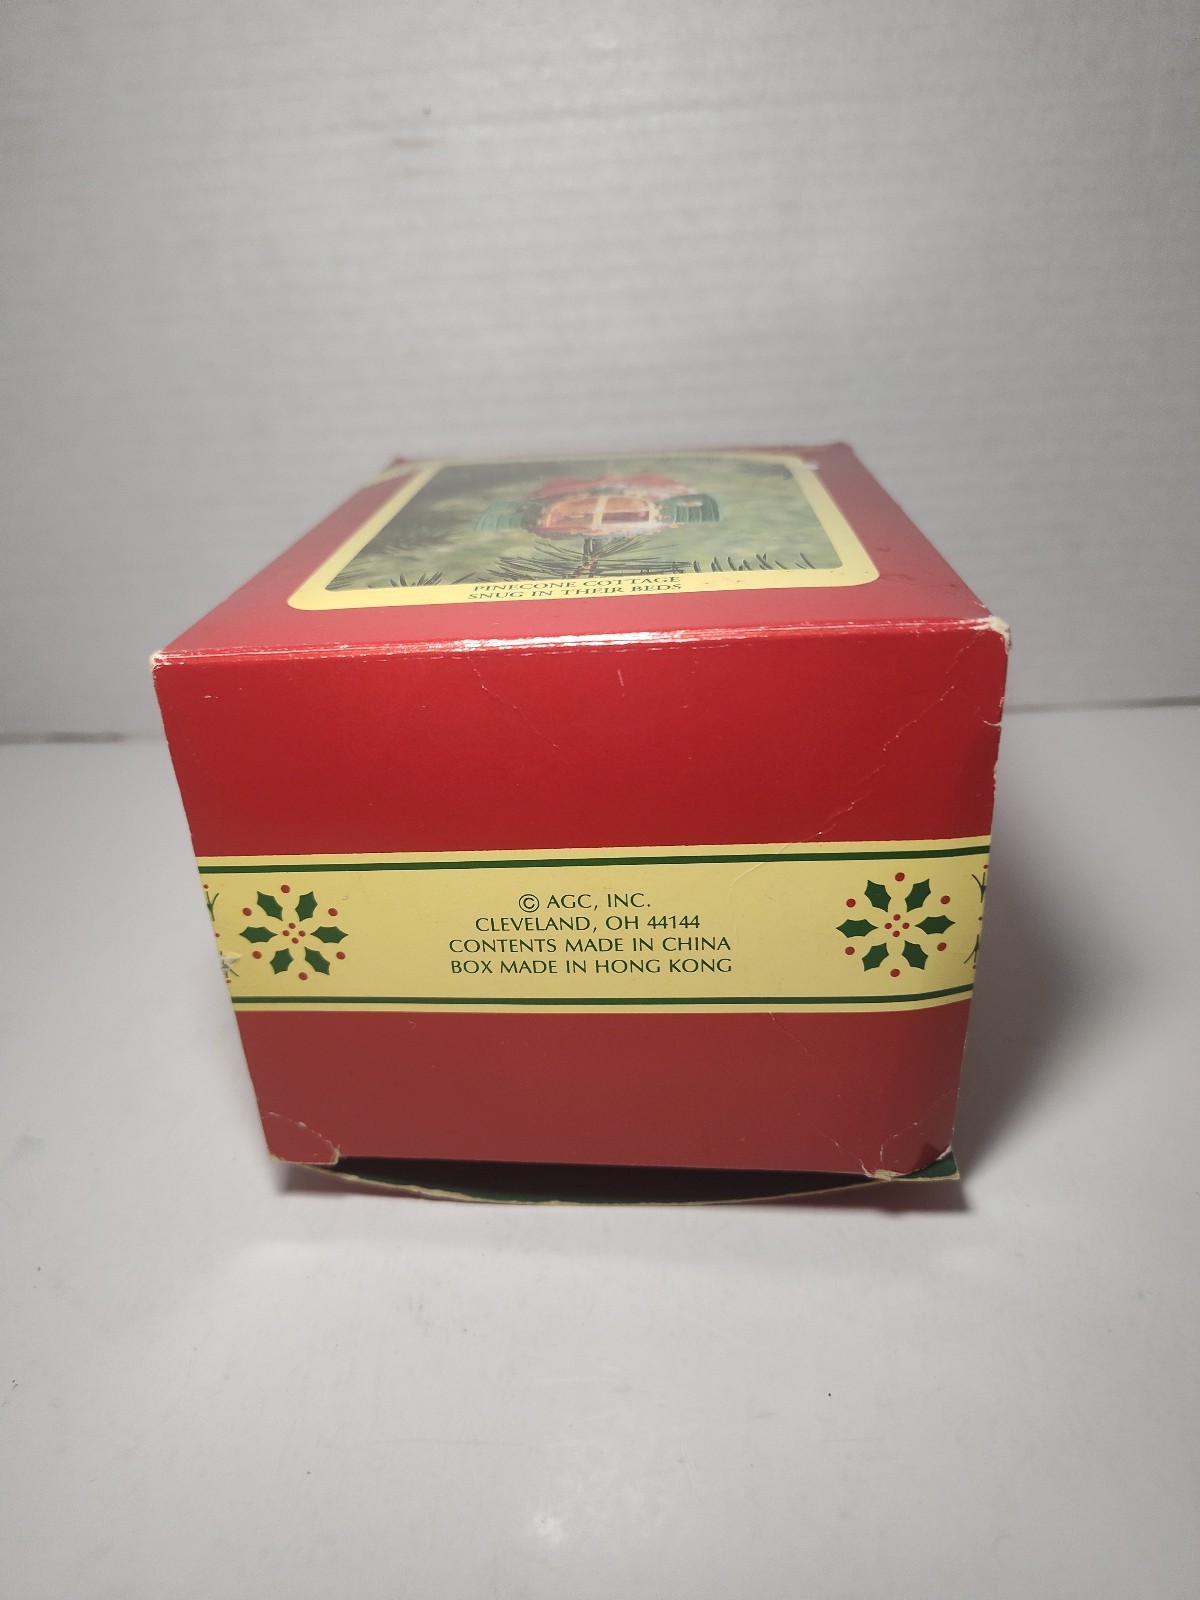 PINECONE COTTAGE
SNUG IN THEIR BEDS
© AGC, INC.
CLEVELAND, OH 44144
CONTENTS MADE IN CHINA
BOX MADE IN HONG KONG